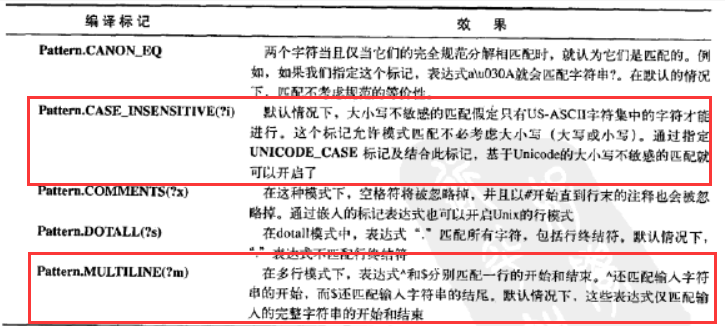 编译标记 效果
Pattern.CANON_EQ 两个字符当且仅当它们的完全规范分解相匹配时，就认为它们是匹配的。例
如，如果我们指定这个标记，表达式a\u030A就会匹配字符串?。在默认的情况
下，匹配不考虑规范的等价性。
Pattern.CASE_INSENSITIVE(?i) 默认情况下，大小写不敏感的匹配假定只有US-ASCII字符集中的字符才能
进行。这个标记允许模式匹配不必考虑大小写（大写或小写）。通过指定
UNICODE_CASE 标记及结合此标记，基于Unicode的大小写不敏感的匹配就
可以开启了
Pattern.COMMENTS(?x) 在这种模式下，空格符将被忽略掉，并且以#开始直到行末的注释也会被忽
略掉。通过嵌入的标记表达式也可以开启Unix的行模式
Pattern.DOTALL(?s) 在dotall模式中，表达式“.”匹配所有字符，包括行终结符。默认情况下，
“.”表达式不匹配行终结符
Pattern.MULTILINE(?m) 在多行模式下，表达式^和$分别匹配一行的开始和结束。^还匹配输入字符
串的开始，而$还匹配输入字符串的结尾。默认情况下，这些表达式仅匹配输
入的完整字符串的开始和结束